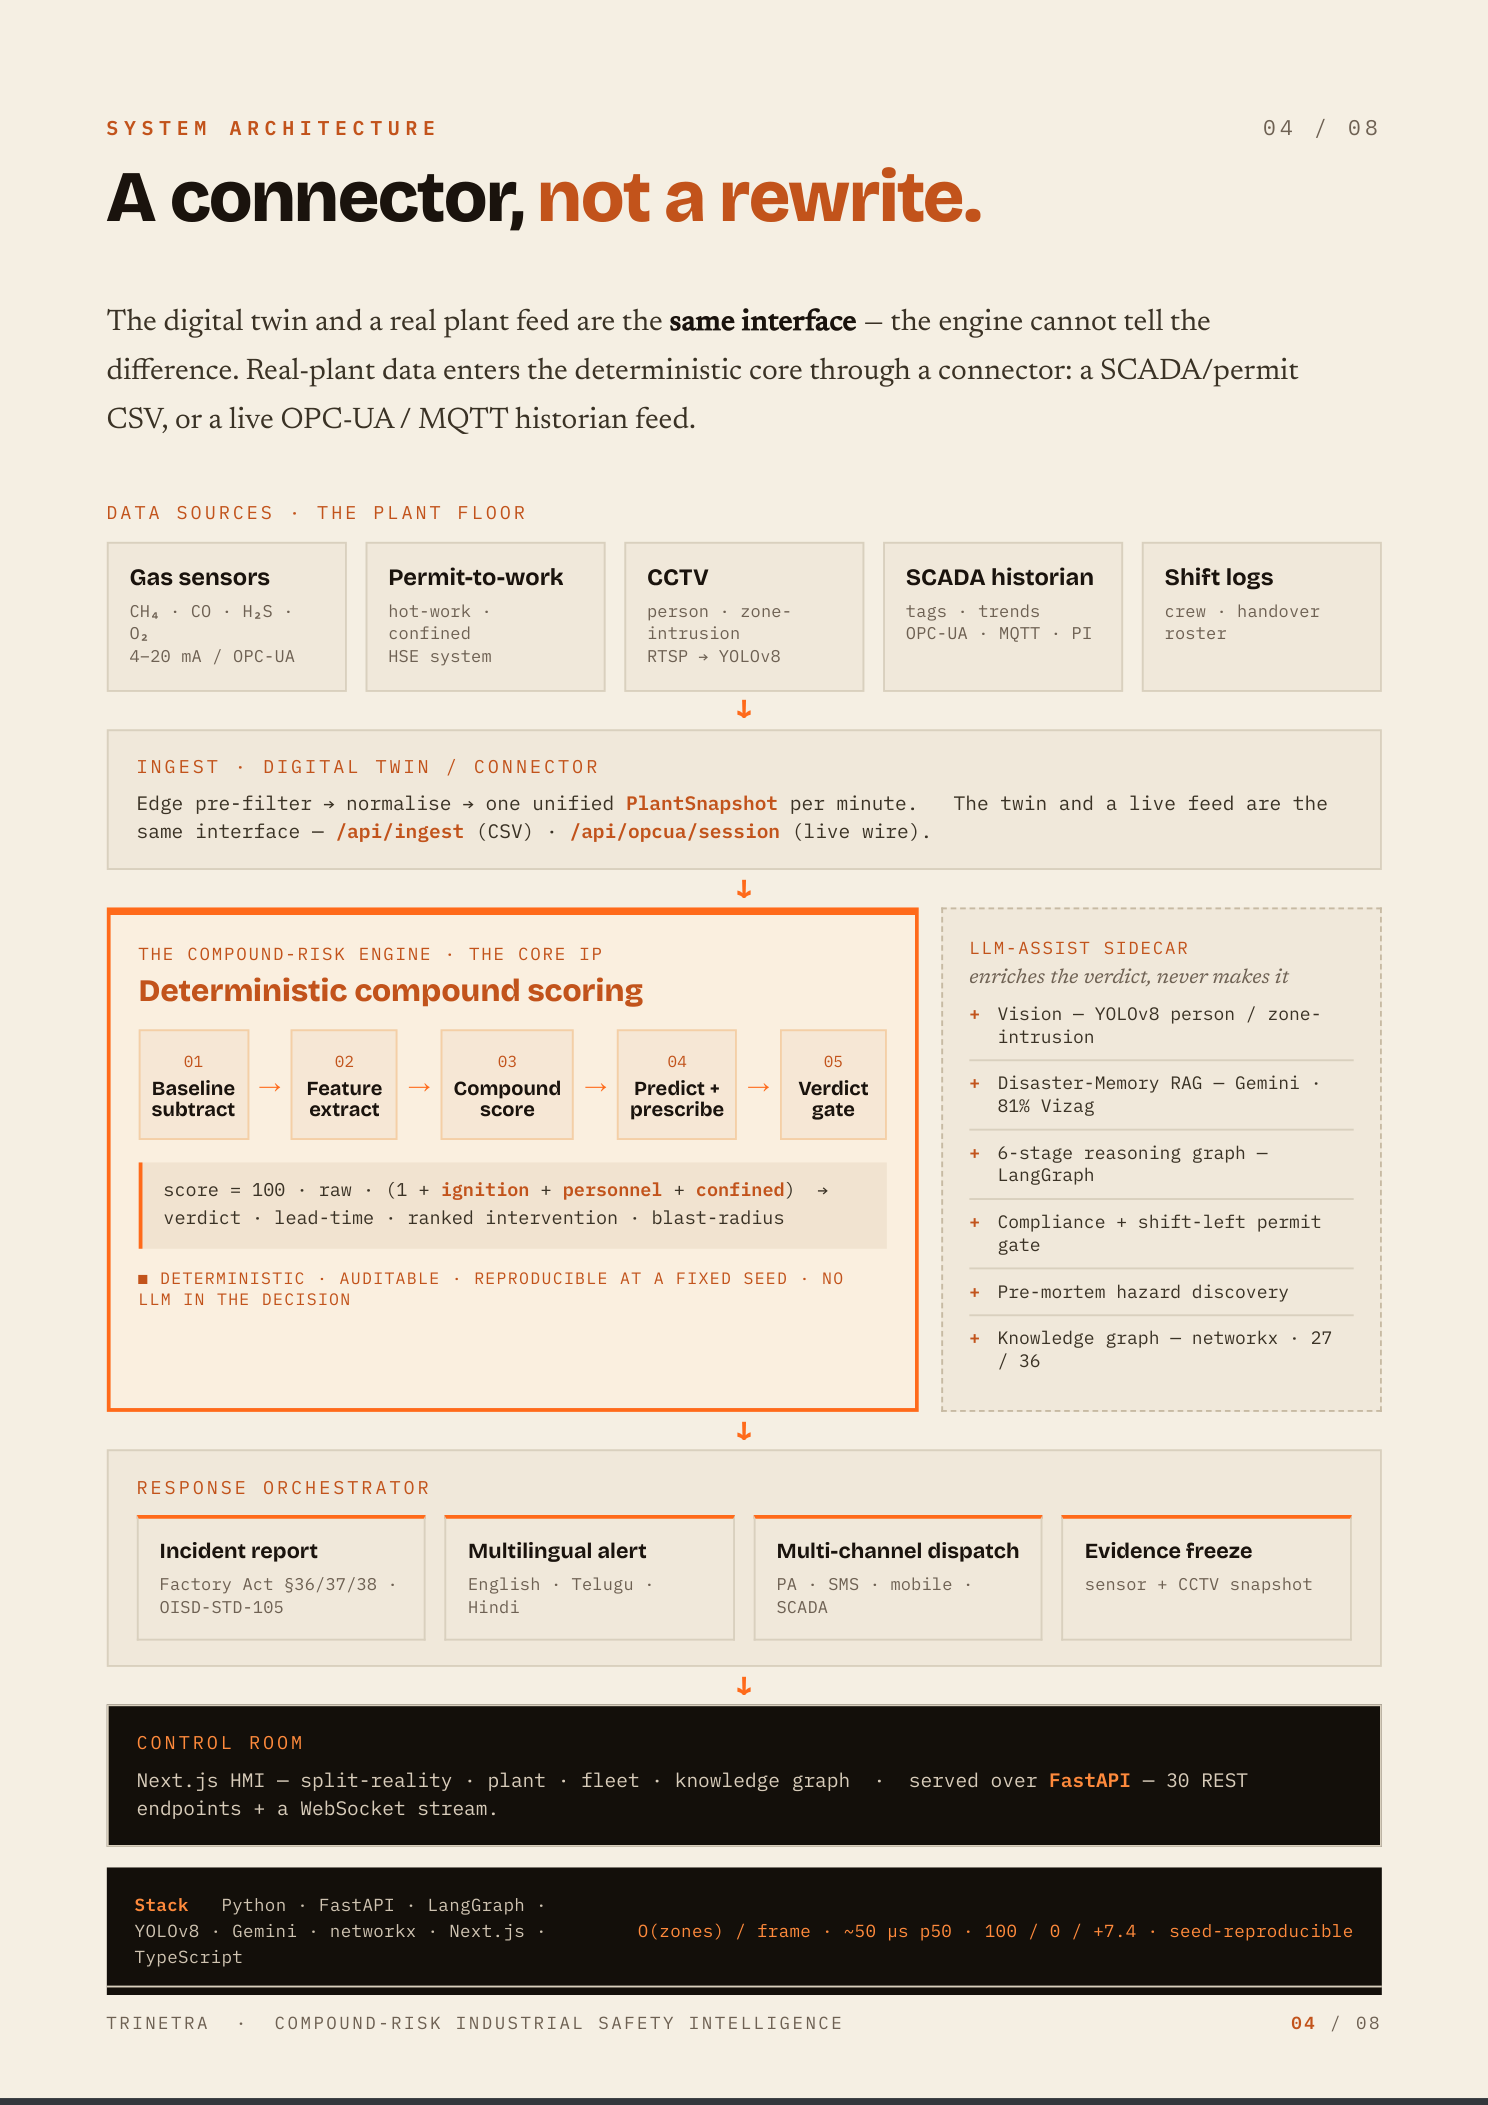 SYSTEM ARCHITECTURE
04 / 08
A connector, not a rewrite.
The digital twin and a real plant feed are the same interface — the engine cannot tell the
difference. Real-plant data enters the deterministic core through a connector: a SCADA/permit
CSV, or a live OPC-UA / MQTT historian feed.
DATA SOURCES · THE PLANT FLOOR
Gas sensors
CH₄ · CO · H₂S ·
O₂
4–20 mA / OPC-UA
Permit-to-work
hot-work ·
confined
HSE system
CCTV
person · zone-
intrusion
RTSP → YOLOv8
SCADA historian
tags · trends
OPC-UA · MQTT · PI
Shift logs
crew · handover
roster
↓
INGEST · DIGITAL TWIN / CONNECTOR
Edge pre-filter → normalise → one unified PlantSnapshot per minute. The twin and a live feed are the
same interface — /api/ingest (CSV) · /api/opcua/session (live wire).
↓
THE COMPOUND-RISK ENGINE · THE CORE IP
Deterministic compound scoring
01
Baseline
subtract
→
02
Feature
extract
→
03
Compound
score
→
04
Predict +
prescribe
→
05
Verdict
gate
score = 100 · raw · (1 + ignition + personnel + confined) →
verdict · lead-time · ranked intervention · blast-radius
■ DETERMINISTIC · AUDITABLE · REPRODUCIBLE AT A FIXED SEED · NO
LLM IN THE DECISION
LLM-ASSIST SIDECAR
enriches the verdict, never makes it
+ Vision — YOLOv8 person / zone-
intrusion
+ Disaster-Memory RAG — Gemini ·
81% Vizag
+ 6-stage reasoning graph —
LangGraph
+ Compliance + shift-left permit
gate
+ Pre-mortem hazard discovery
+ Knowledge graph — networkx · 27
/ 36
↓
RESPONSE ORCHESTRATOR
Incident report
Factory Act §36/37/38 ·
OISD-STD-105
Multilingual alert
English · Telugu ·
Hindi
Multi-channel dispatch
PA · SMS · mobile ·
SCADA
Evidence freeze
sensor + CCTV snapshot
↓
CONTROL ROOM
Next.js HMI — split-reality · plant · fleet · knowledge graph · served over FastAPI — 30 REST
endpoints + a WebSocket stream.
Stack Python · FastAPI · LangGraph ·
YOLOv8 · Gemini · networkx · Next.js ·
TypeScript
O(zones) / frame · ~50 µs p50 · 100 / 0 / +7.4 · seed-reproducible
TRINETRA · COMPOUND-RISK INDUSTRIAL SAFETY INTELLIGENCE
04 / 08